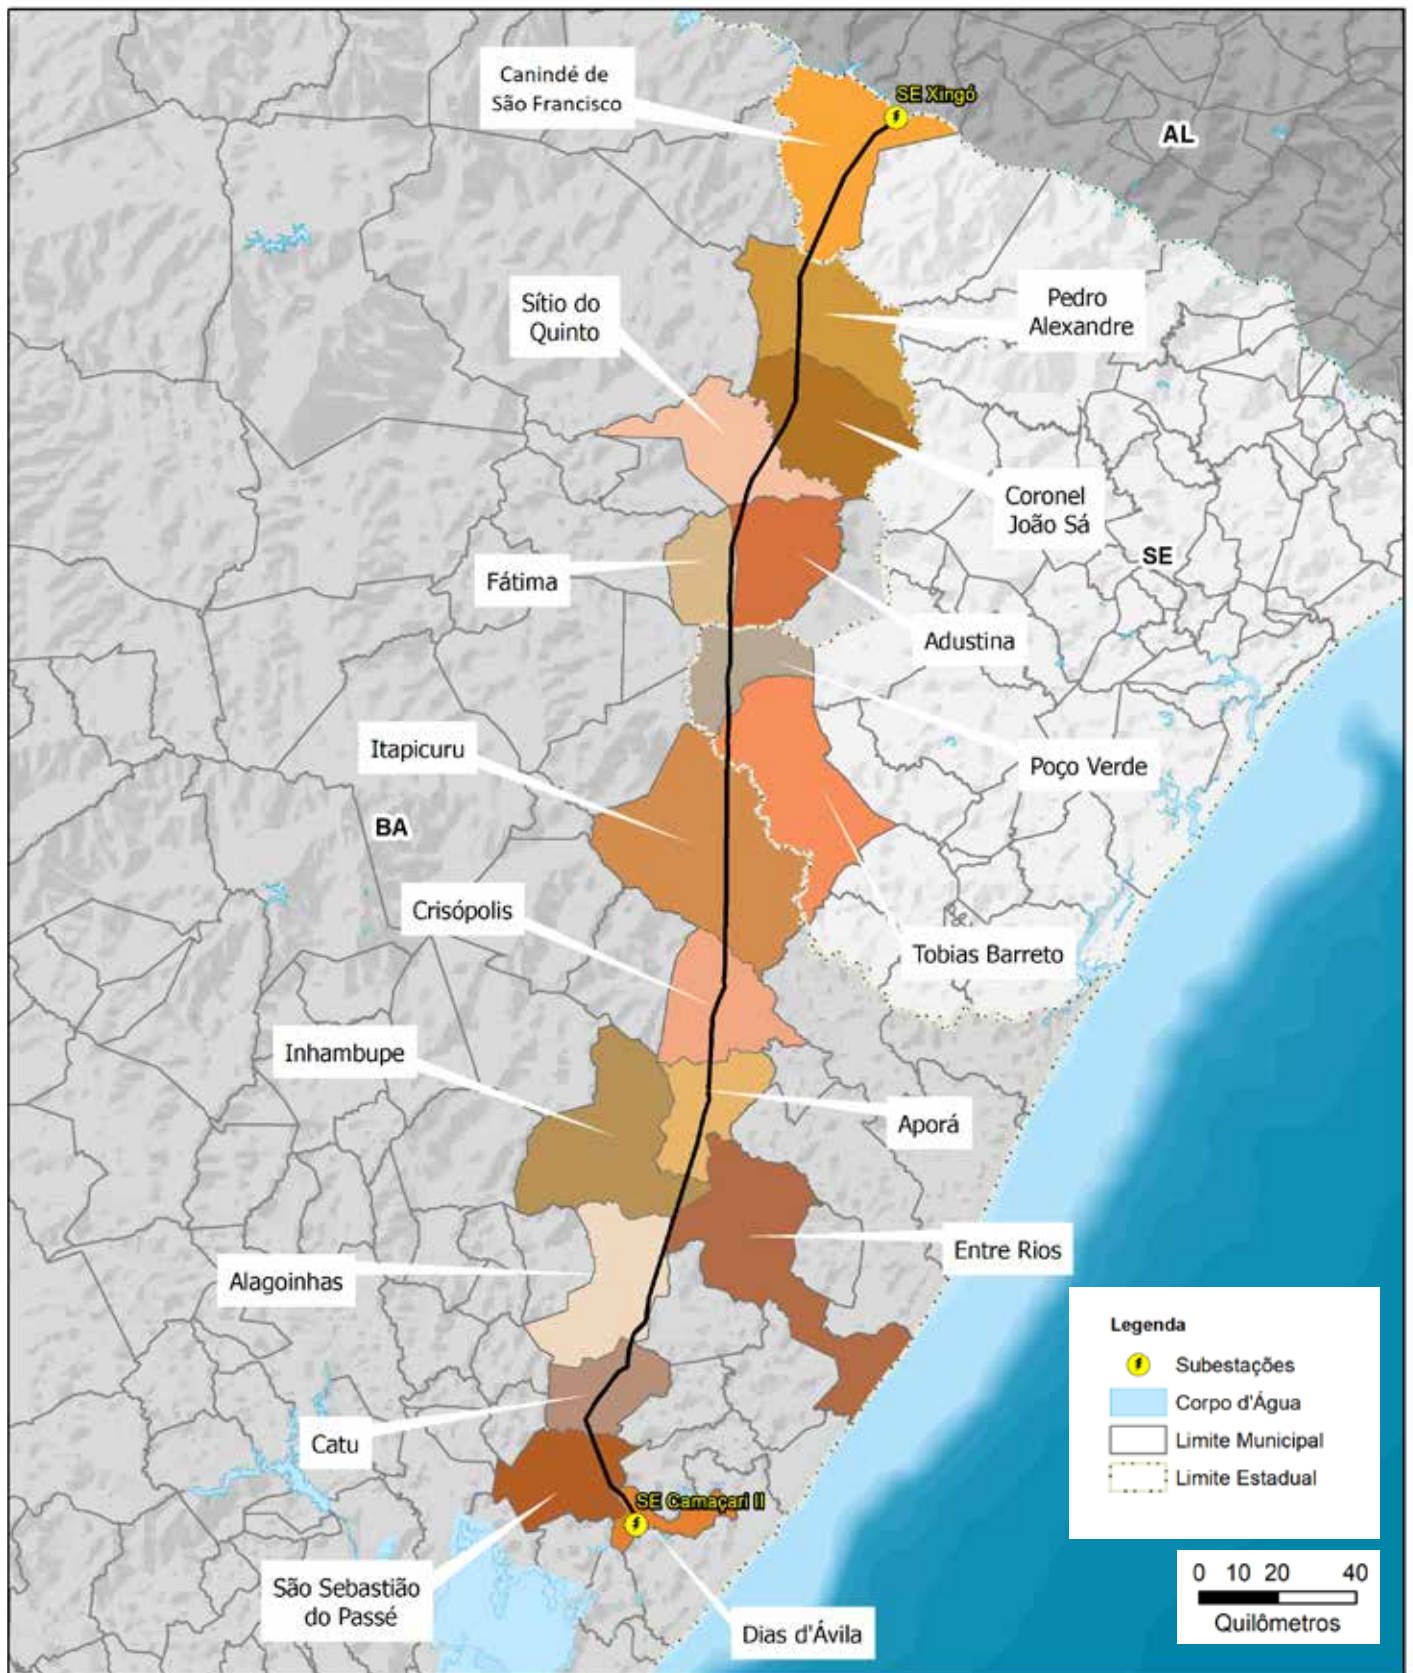 Canindé de
São Francisco
SE Xingó
AL
Sítio do
Quinto
Pedro
Alexandre
Coronel
João Sá
SE
Fátima
Adustina
Itapicuru
Poço Verde
BA
Crisópolis
Tobias Barreto
Inhambupe
Aporá
Entre Rios
Alagoinhas
Catu
SE Camaçari II
São Sebastião
do Passé
Dias d'Ávila
Legenda
Subestações
Corpo d'Água
Limite Municipal
Limite Estadual
0 10 20 40
Quilômetros